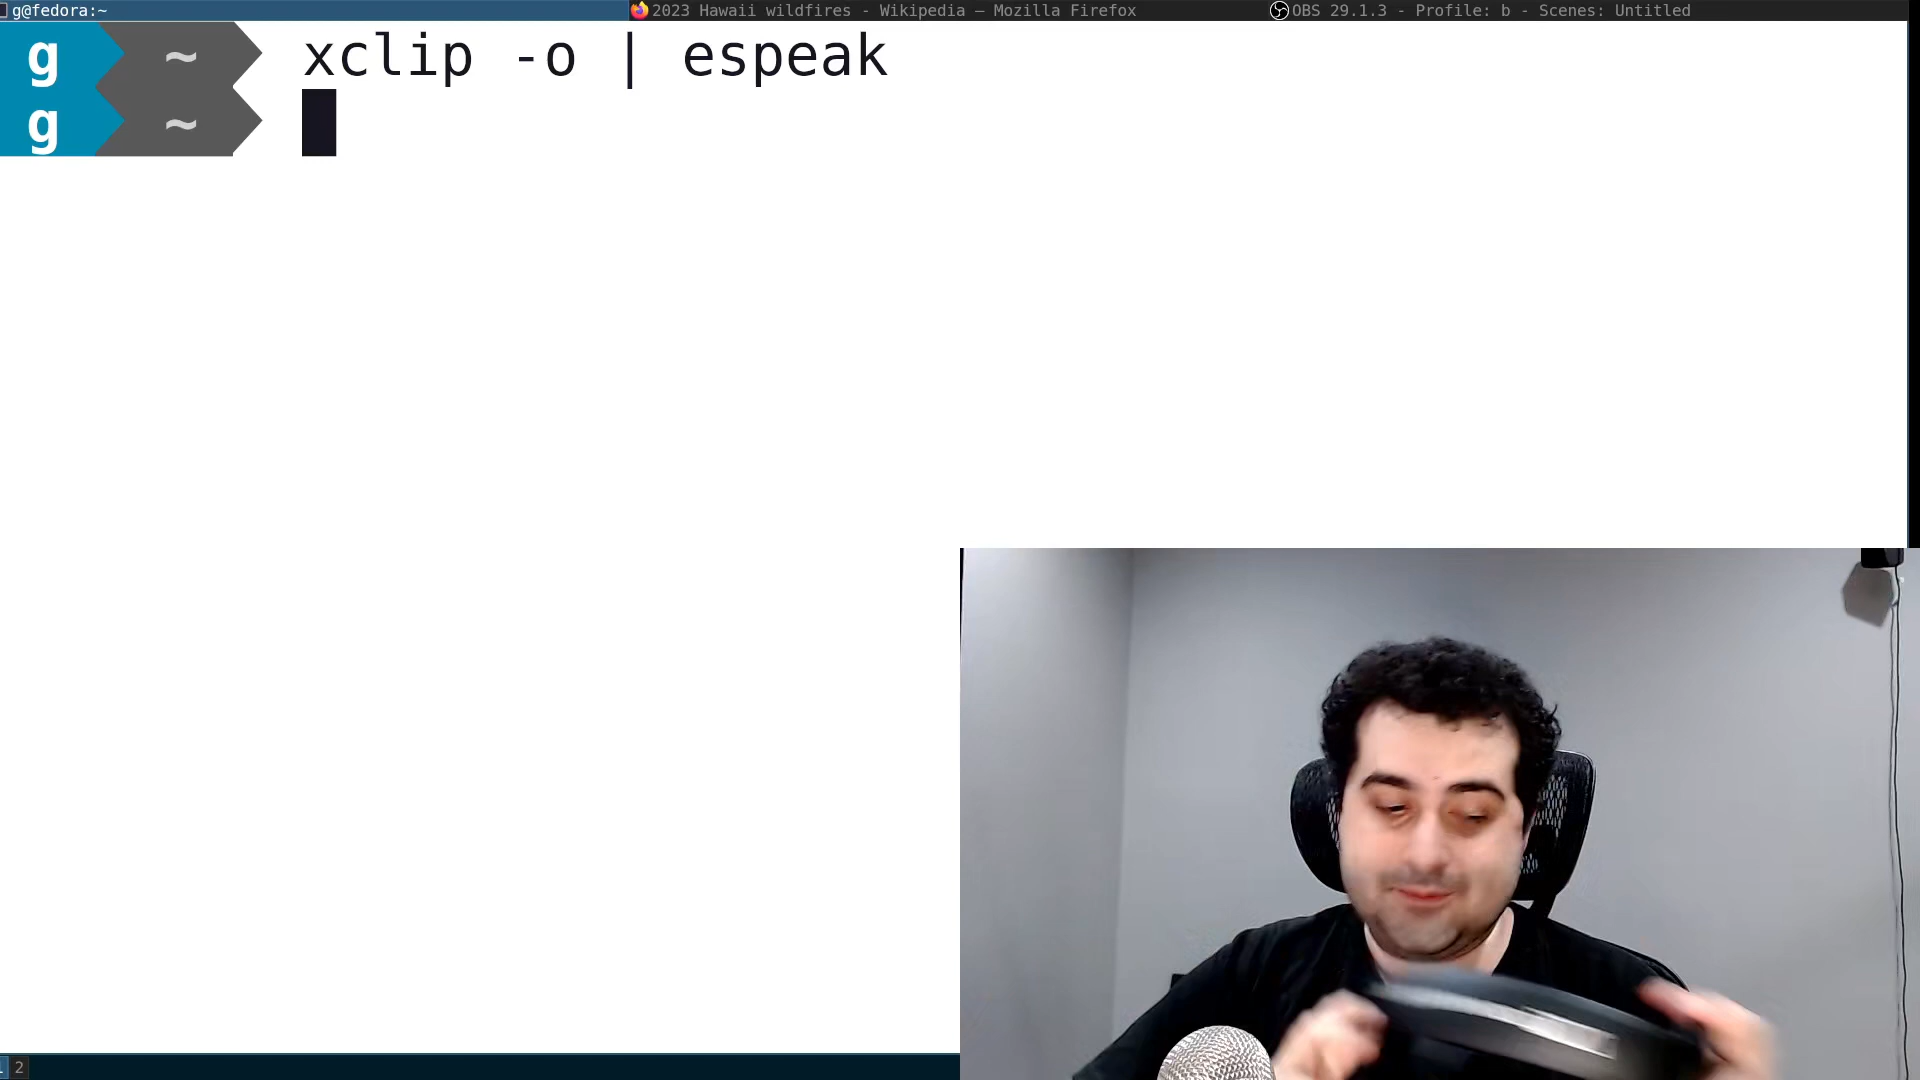 g@fedora:~
2023 Hawaii wildfires - Wikipedia — Mozilla Firefox
OBS 29.1.3 - Profile: b - Scenes: Untitled
g ~ xclip -o | espeak
g ~
2